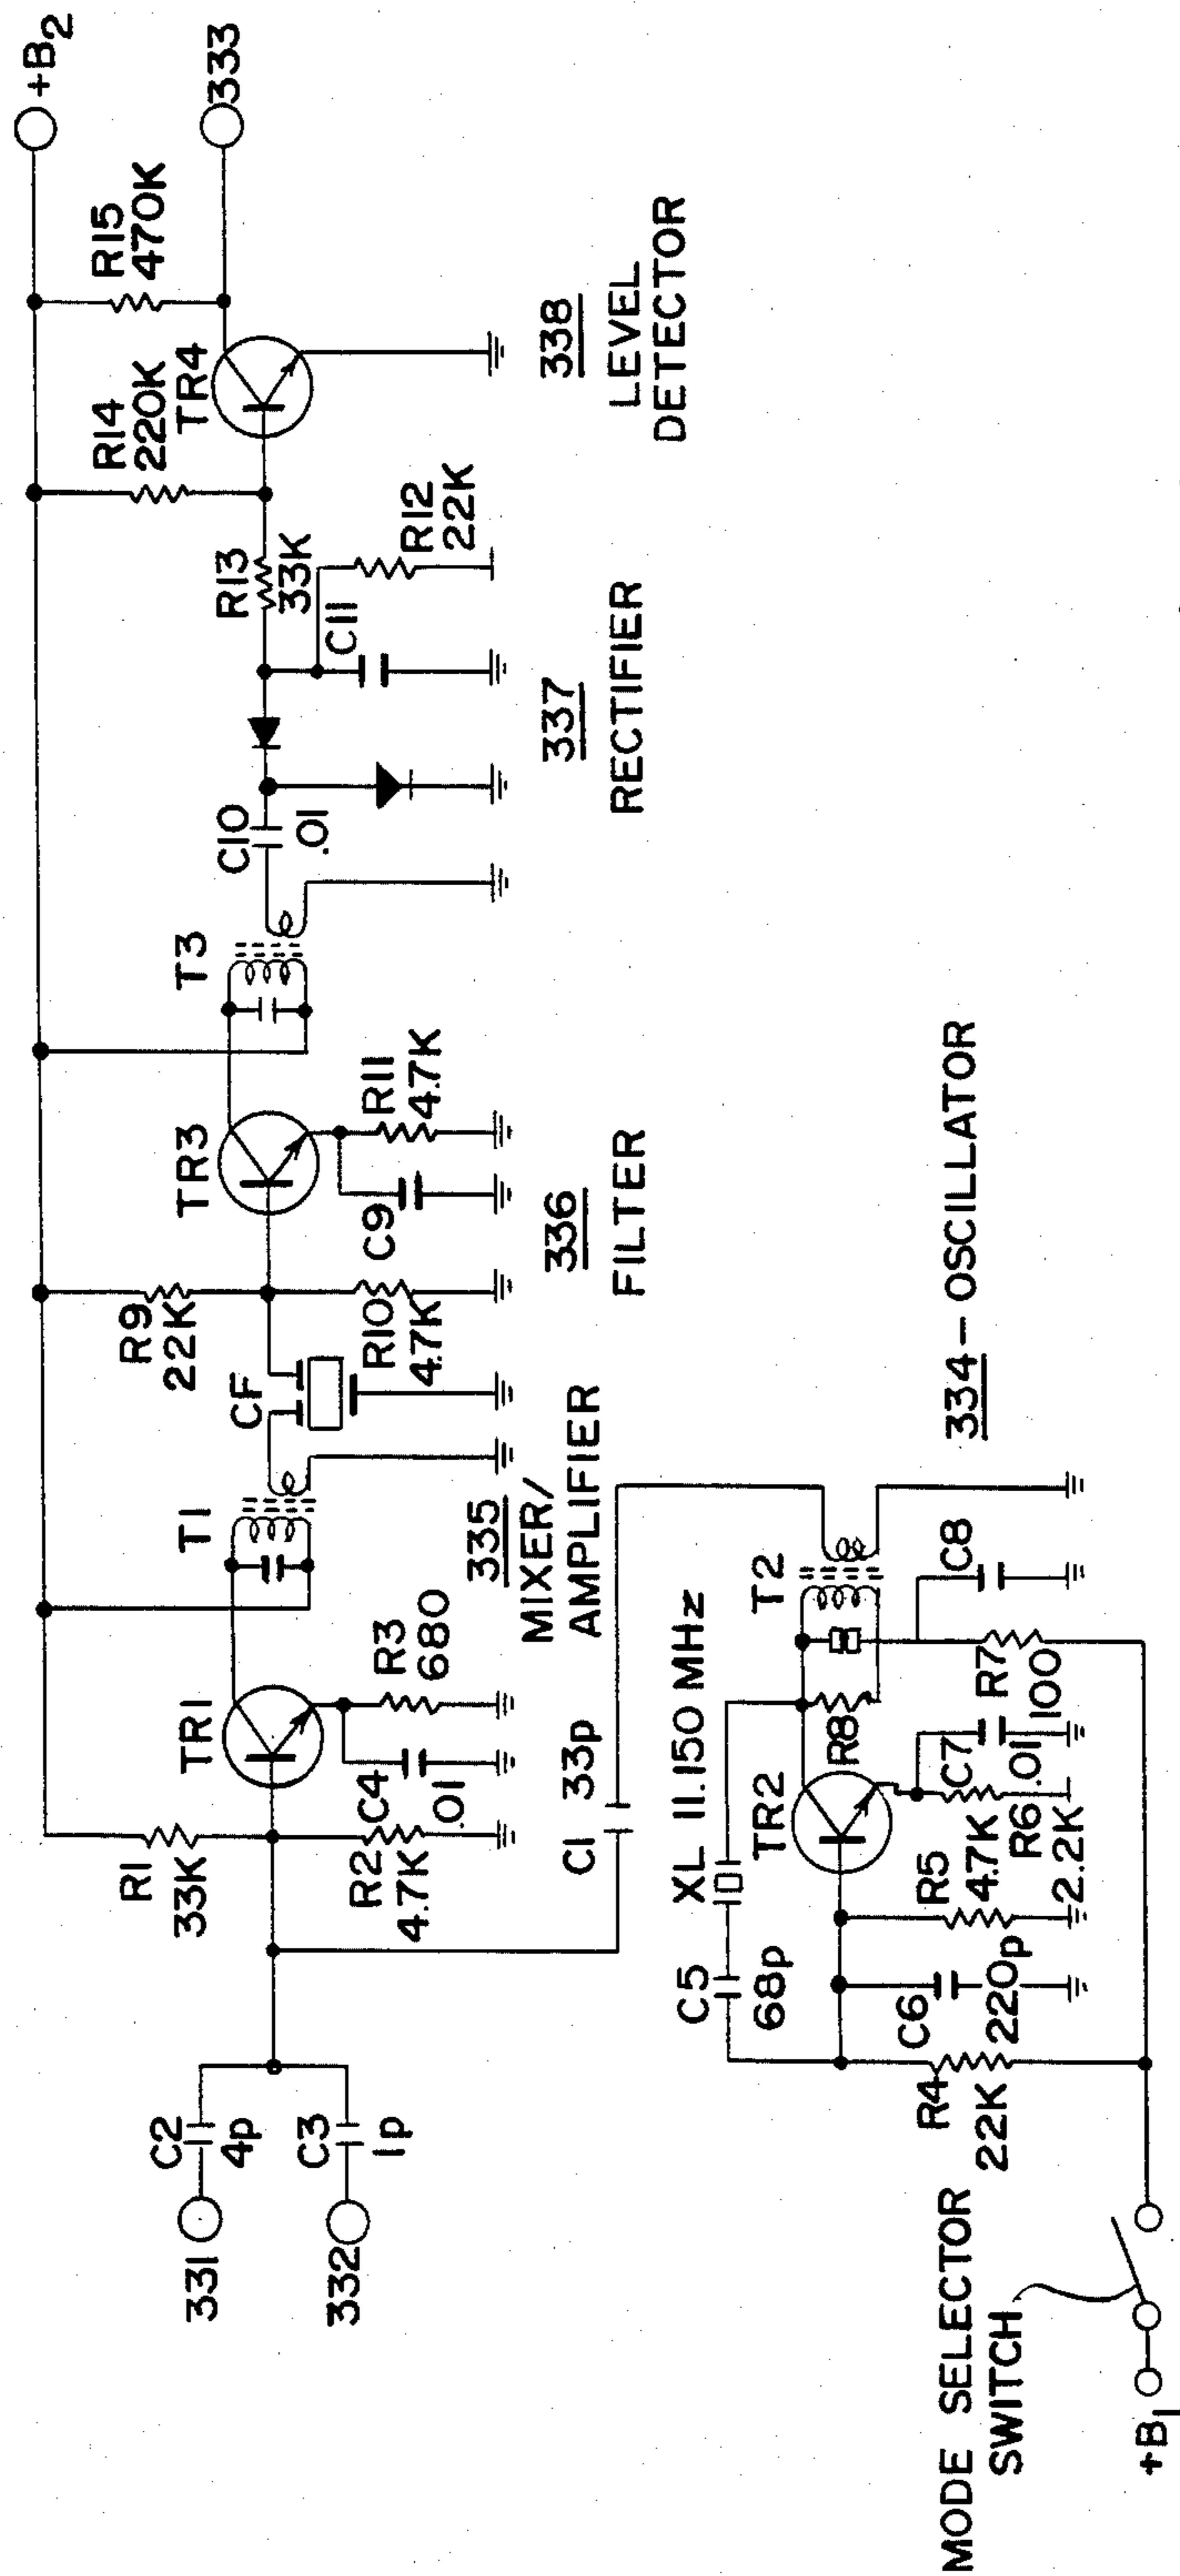 +B2
333
R15
470K
R14
220K
TR4
338
LEVEL
DETECTOR
R13
33K
R12
22K
C11
337
RECTIFIER
C10
.01
T3
TR3
R11
4.7K
C9
R9
22K
R10
4.7K
336
FILTER
CF
T1
335
MIXER/
AMPLIFIER
TR1
R3
680
C4
.01
R1
33K
R2
4.7K
C2
4p
C3
1p
331
332
C1 33p
334-OSCILLATOR
T2
C8
XL 11.150 MHz
R7
100
R8
TR2
C7
.01
R6
2.2K
R5
4.7K
C5
68p
C6
220p
R4
22K
MODE SELECTOR
SWITCH
+B1